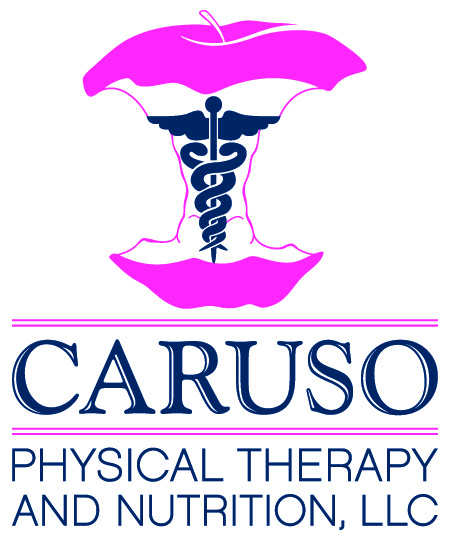 CARUSO
PHYSICAL THERAPY
AND NUTRITION, LLC